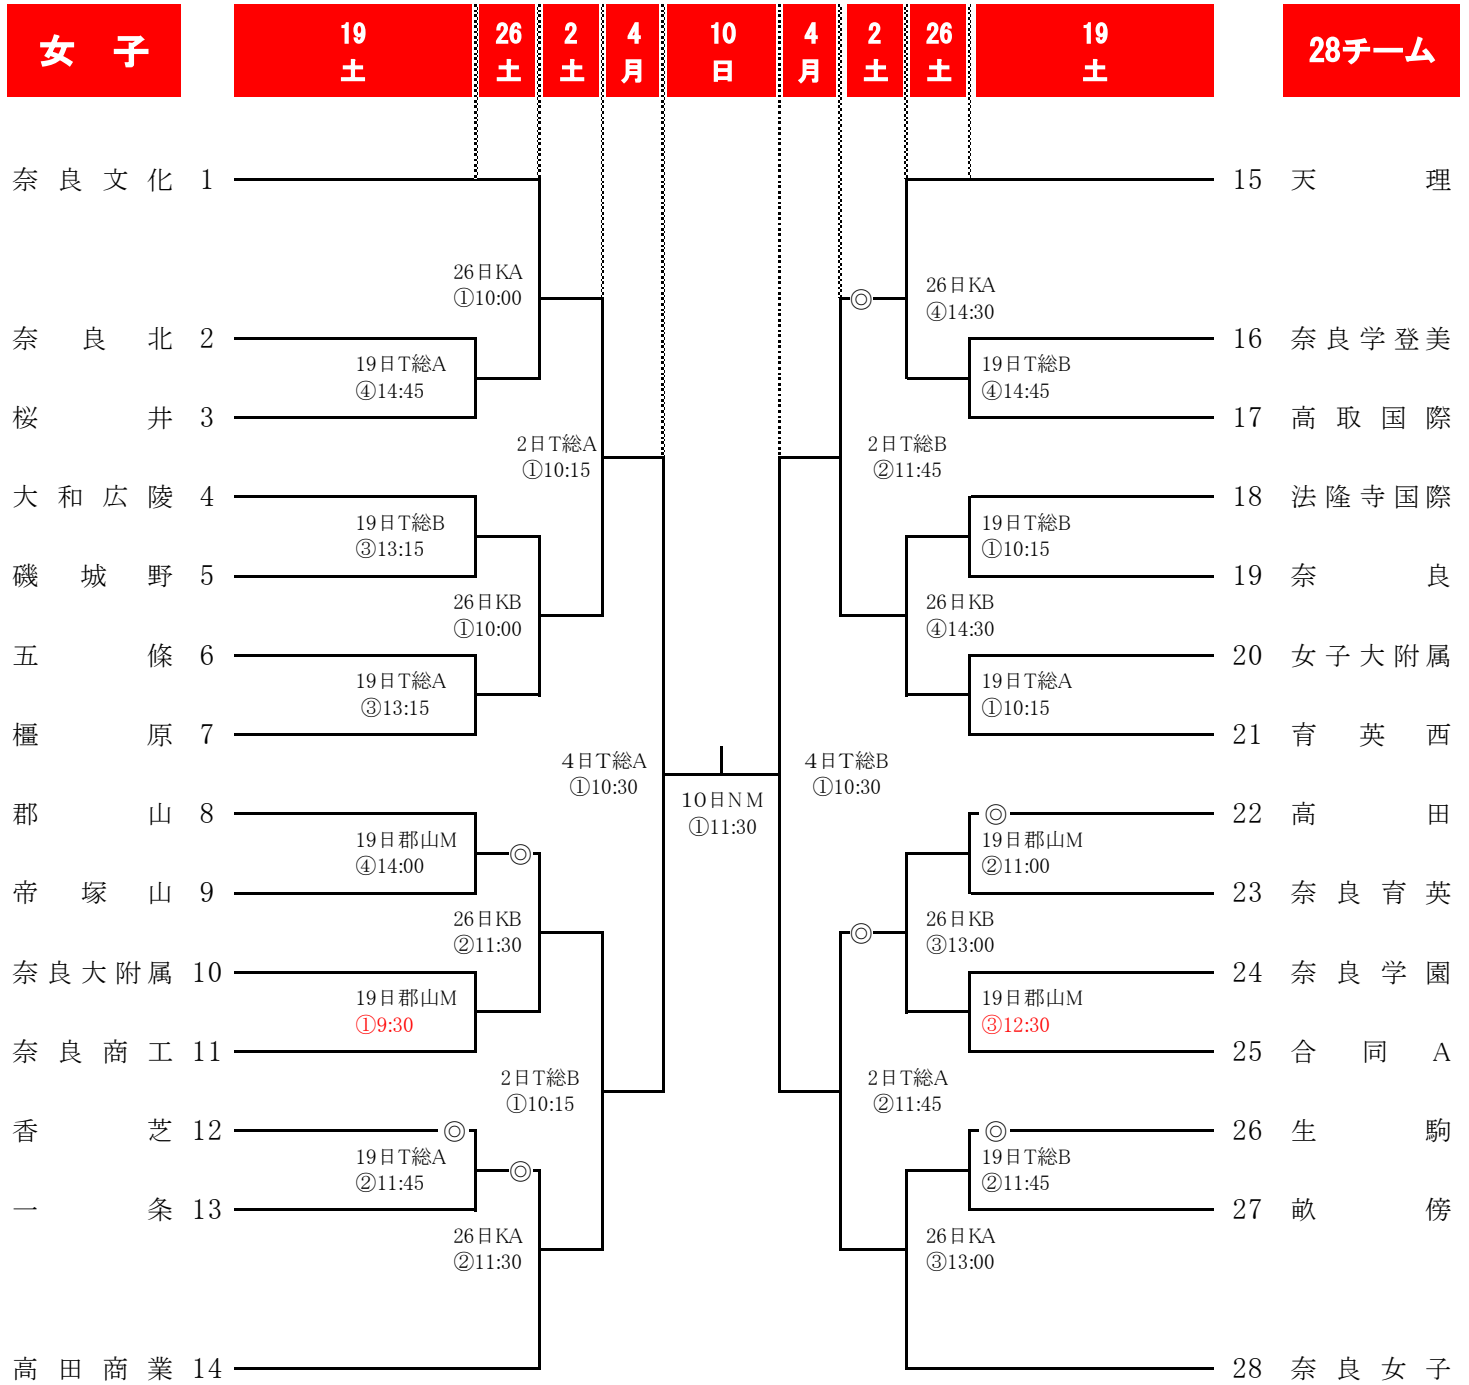 女 子
19 26 2 4 10 4 2 26 19
土 土 土 月 日 月 土 土 土
28チーム
奈良文化 1
15 天理
26日KA
①10:00
26日KA
④14:30
◎
奈良北 2
16 奈良学登美
19日T総A
④14:45
19日T総B
④14:45
桜井 3
17 高取国際
2日T総A
①10:15
2日T総B
②11:45
大和広陵 4
18 法隆寺国際
19日T総B
③13:15
19日T総B
①10:15
磯城野 5
19 奈良
26日KB
①10:00
26日KB
④14:30
五條 6
20 女子大附属
19日T総A
③13:15
19日T総A
①10:15
橿原 7
21 育英西
4日T総A
①10:30
10日NM
①11:30
4日T総B
①10:30
郡山 8
◎
22 高田
19日郡山M
④14:00
◎
19日郡山M
②11:00
帝塚山 9
23 奈良育英
26日KB
②11:30
◎
26日KB
③13:00
奈良大附属 10
24 奈良学園
19日郡山M
①9:30
19日郡山M
③12:30
奈良商工 11
25 合同A
2日T総B
①10:15
2日T総A
②11:45
香芝 12
◎
◎
26 生駒
19日T総A
②11:45
◎
19日T総B
②11:45
一条 13
27 畝傍
26日KA
②11:30
26日KA
③13:00
高田商業 14
28 奈良女子